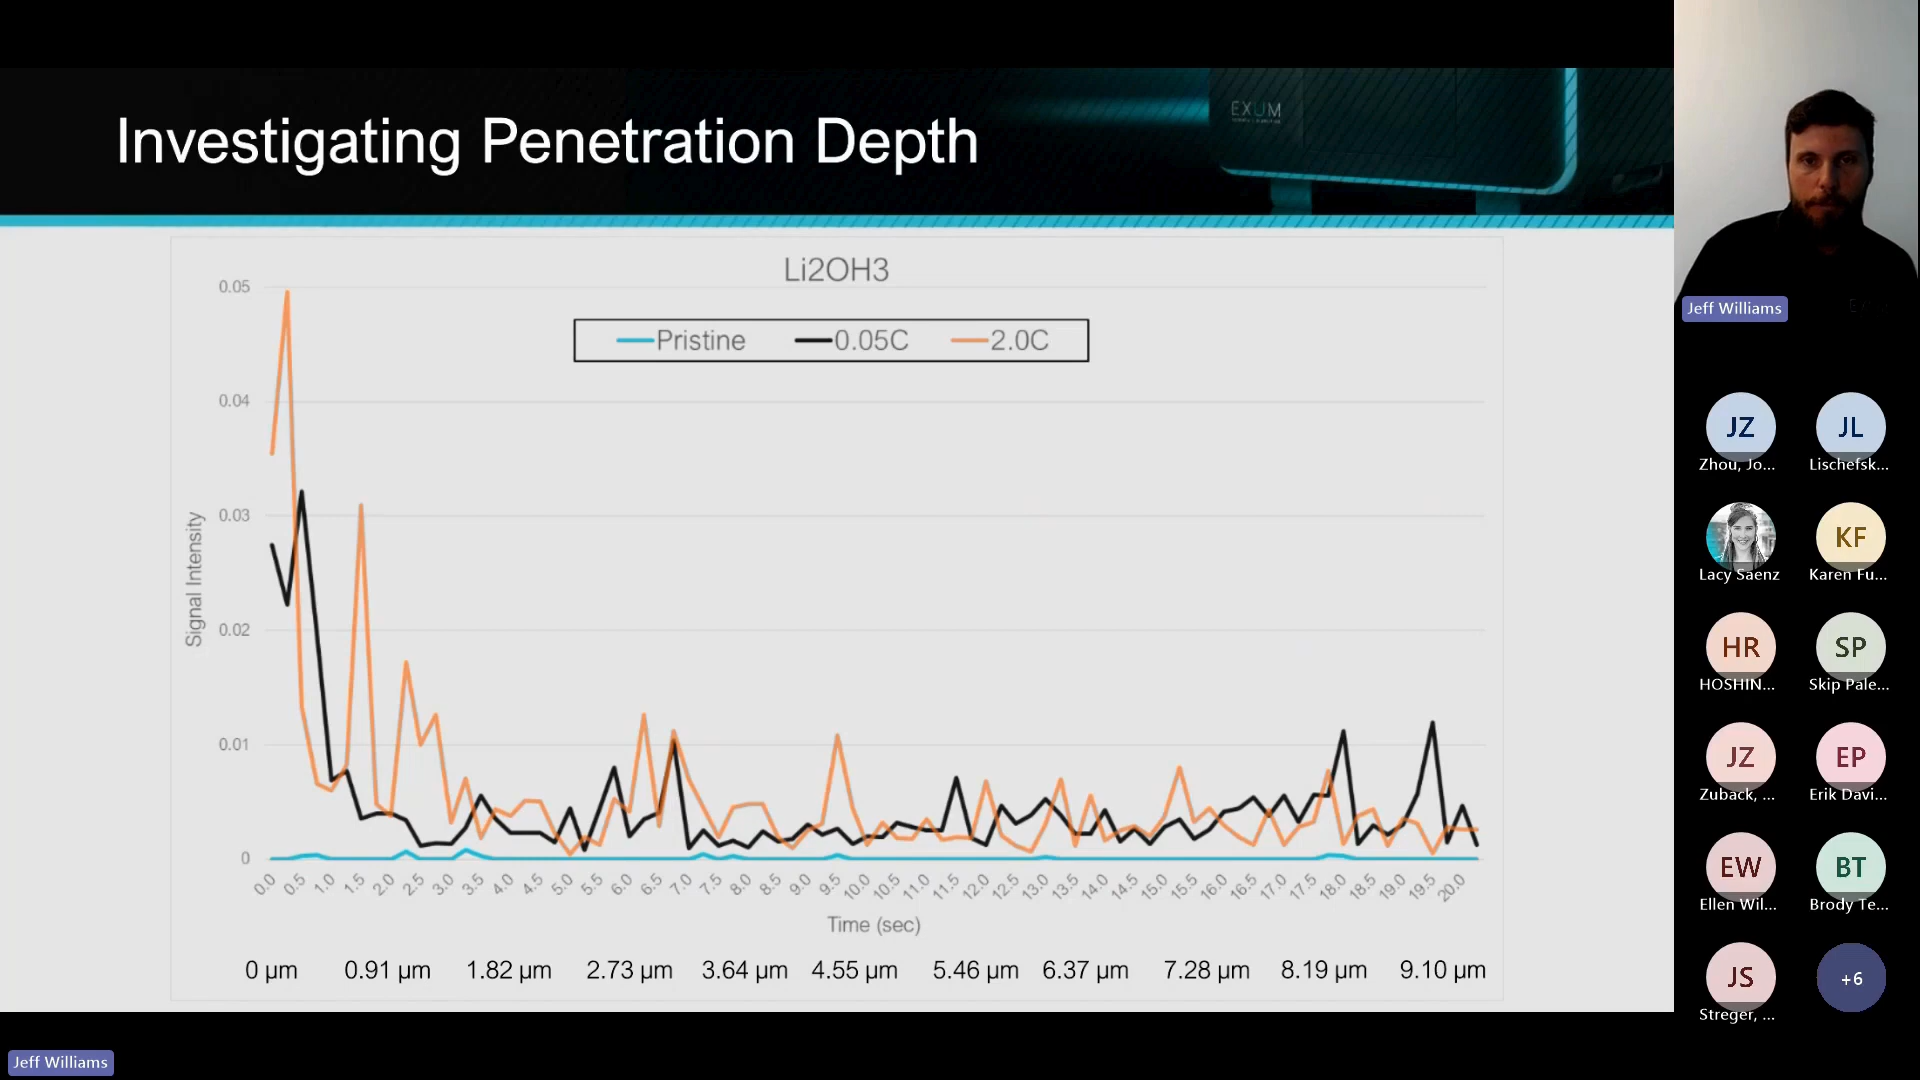 EXUM
Investigating Penetration Depth
Li2OH3
Pristine 0.05C 2.0C
0.05
0.04
0.03
0.02
0.01
0
Signal Intensity
0.0 0.5 1.0 1.5 2.0 2.5 3.0 3.5 4.0 4.5 5.0 5.5 6.0 6.5 7.0 7.5 8.0 8.5 9.0 9.5 10.0 10.5 11.0 11.5 12.0 12.5 13.0 13.5 14.0 14.5 15.0 15.5 16.0 16.5 17.0 17.5 18.0 18.5 19.0 19.5 20.0
Time (sec)
0 µm 0.91 µm 1.82 µm 2.73 µm 3.64 µm 4.55 µm 5.46 µm 6.37 µm 7.28 µm 8.19 µm 9.10 µm
Jeff Williams
Jeff Williams
JZ JL
Zhou, Jo... Lischefsk...
KF
Lacy Saenz Karen Fu...
HR SP
HOSHIN... Skip Pale...
JZ EP
Zuback, ... Erik Davi...
EW BT
Ellen Wil... Brody Te...
JS +6
Streger, ...